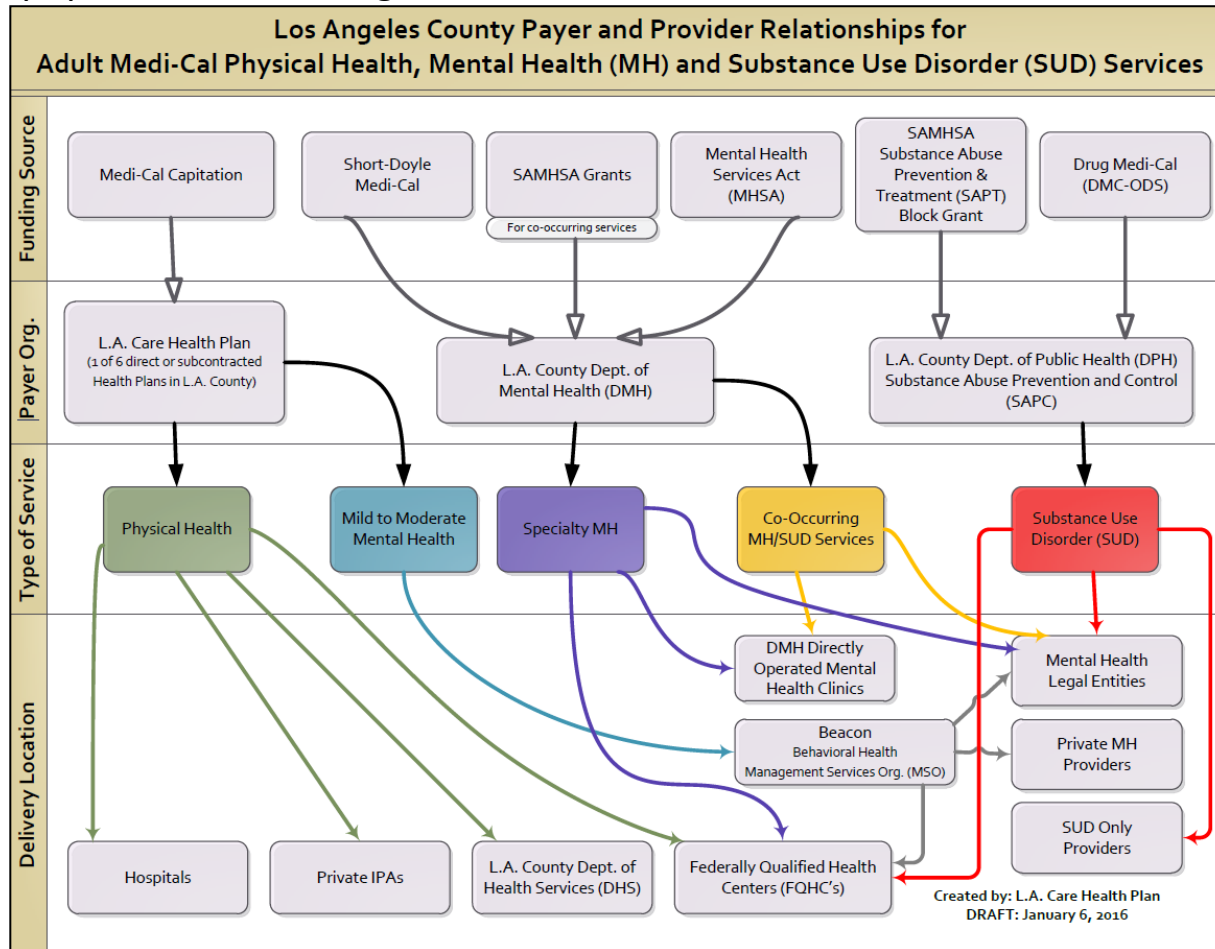 Los Angeles County Payer and Provider Relationships for
Adult Medi-Cal Physical Health, Mental Health (MH) and Substance Use Disorder (SUD) Services
Funding Source
Medi-Cal Capitation
Short-Doyle
Medi-Cal
SAMHSA Grants
For co-occurring services
Mental Health
Services Act
(MHSA)
SAMHSA
Substance Abuse
Prevention &
Treatment (SAPT)
Block Grant
Drug Medi-Cal
(DMC-ODS)
Payer Org.
L.A. Care Health Plan
(1 of 6 direct or subcontracted
Health Plans in L.A. County)
L.A. County Dept. of
Mental Health (DMH)
L.A. County Dept. of Public Health (DPH)
Substance Abuse Prevention and Control
(SAPC)
Type of Service
Physical Health
Mild to Moderate
Mental Health
Specialty MH
Co-Occurring
MH/SUD Services
Substance Use
Disorder (SUD)
Delivery Location
DMH Directly
Operated Mental
Health Clinics
Mental Health
Legal Entities
Beacon
Behavioral Health
Management Services Org. (MSO)
Private MH
Providers
SUD Only
Providers
Hospitals
Private IPAs
L.A. County Dept. of
Health Services (DHS)
Federally Qualified Health
Centers (FQHC's)
Created by: L.A. Care Health Plan
DRAFT: January 6, 2016